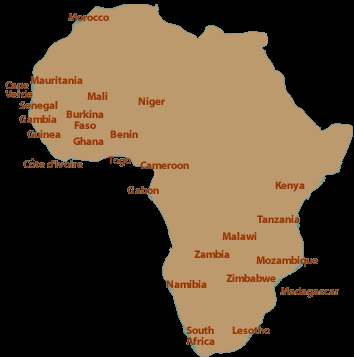 Morocco
Mauritania
Cape
Verde
Mali
Niger
Senegal
Burkina
Faso
Gambia
Guinea
Benin
Ghana
Côte d'Ivoire
Togo
Cameroon
Gabon
Kenya
Tanzania
Malawi
Zambia
Mozambique
Zimbabwe
Namibia
Madagascar
South
Africa
Lesotho